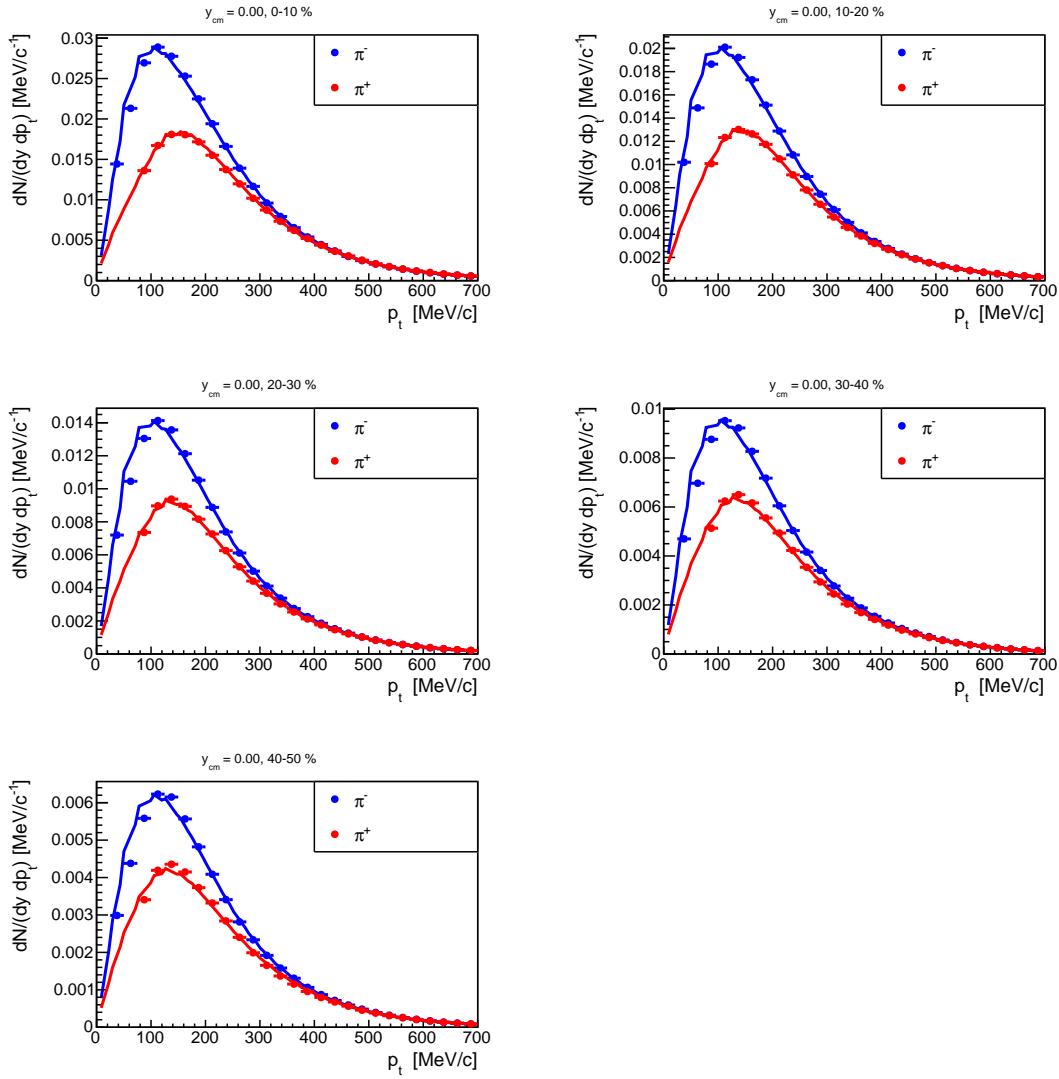 y_cm = 0.00, 0-10 %
dN/(dy dp_t) [MeV/c^-1]
0.03
0.025
0.02
0.015
0.01
0.005
0
π^-
π^+
0 100 200 300 400 500 600 700
p_t [MeV/c]
y_cm = 0.00, 10-20 %
dN/(dy dp_t) [MeV/c^-1]
0.02
0.018
0.016
0.014
0.012
0.01
0.008
0.006
0.004
0.002
0
π^-
π^+
0 100 200 300 400 500 600 700
p_t [MeV/c]
y_cm = 0.00, 20-30 %
dN/(dy dp_t) [MeV/c^-1]
0.014
0.012
0.01
0.008
0.006
0.004
0.002
0
π^-
π^+
0 100 200 300 400 500 600 700
p_t [MeV/c]
y_cm = 0.00, 30-40 %
dN/(dy dp_t) [MeV/c^-1]
0.01
0.008
0.006
0.004
0.002
0
π^-
π^+
0 100 200 300 400 500 600 700
p_t [MeV/c]
y_cm = 0.00, 40-50 %
dN/(dy dp_t) [MeV/c^-1]
0.006
0.005
0.004
0.003
0.002
0.001
0
π^-
π^+
0 100 200 300 400 500 600 700
p_t [MeV/c]